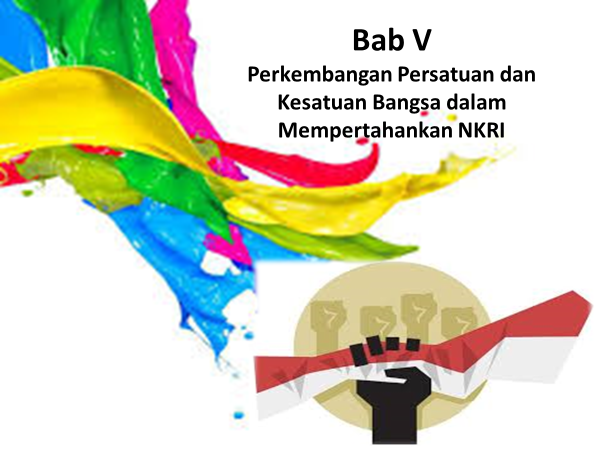 Bab V
Perkembangan Persatuan dan
Kesatuan Bangsa dalam
Mempertahankan NKRI